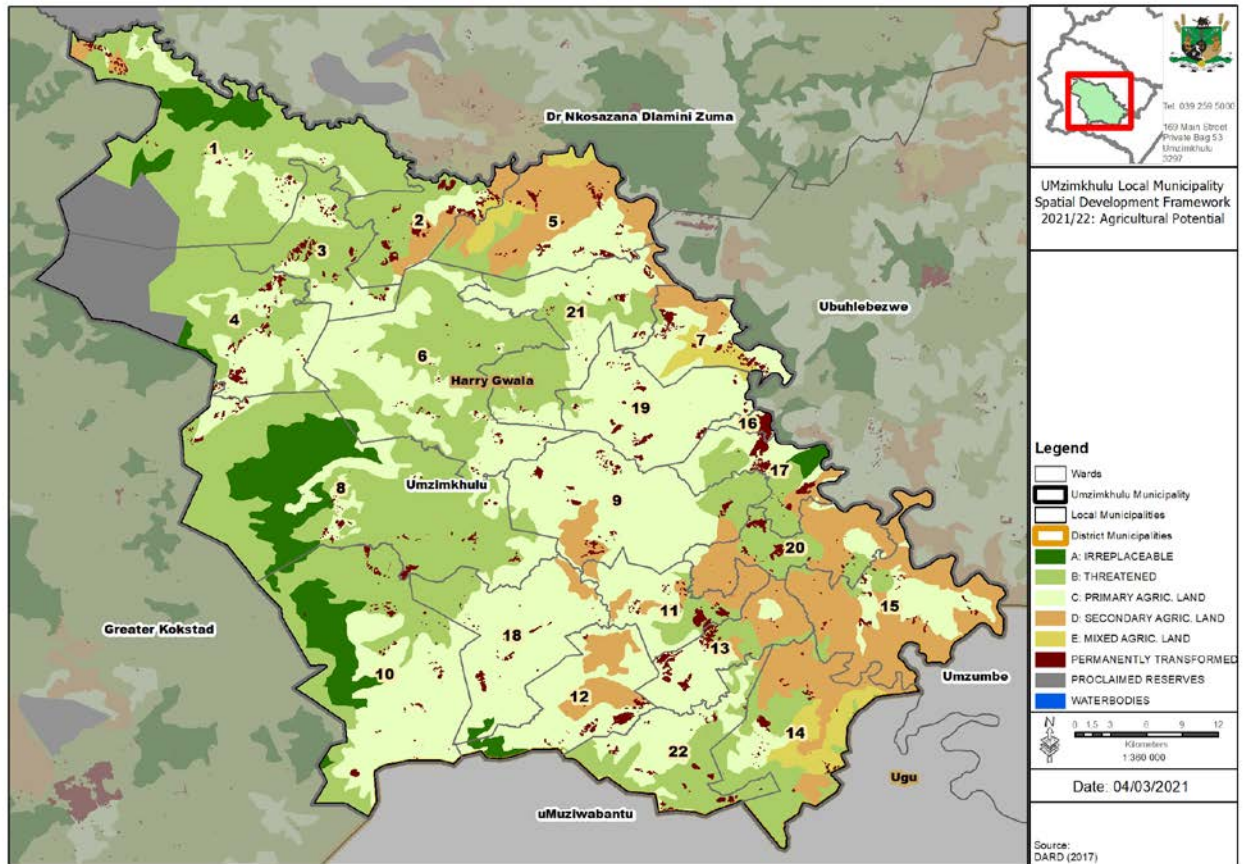 Dr Nkosazana Dlamini Zuma
1
2
5
3
4
21
Ubuhlebezwe
7
6
Harry Gwala
19
16
17
8
Umzimkhulu
9
20
11
15
Greater Kokstad
18
13
10
12
Umzumbe
14
22
Ugu
uMuziwabantu
Tel: 039 259 5000
169 Main Street
Private Bag 53
Umzimkhulu
3297
UMzimkhulu Local Municipality
Spatial Development Framework
2021/22: Agricultural Potential
Legend
Wards
Umzimkhulu Municipality
Local Municipalities
District Municipalities
A: IRREPLACEABLE
B: THREATENED
C: PRIMARY AGRIC. LAND
D: SECONDARY AGRIC. LAND
E: MIXED AGRIC. LAND
PERMANENTLY TRANSFORMED
PROCLAIMED RESERVES
WATERBODIES
N
0 1.5 3 6 9 12
Kilometers
1:360 000
Date: 04/03/2021
Source:
DARD (2017)